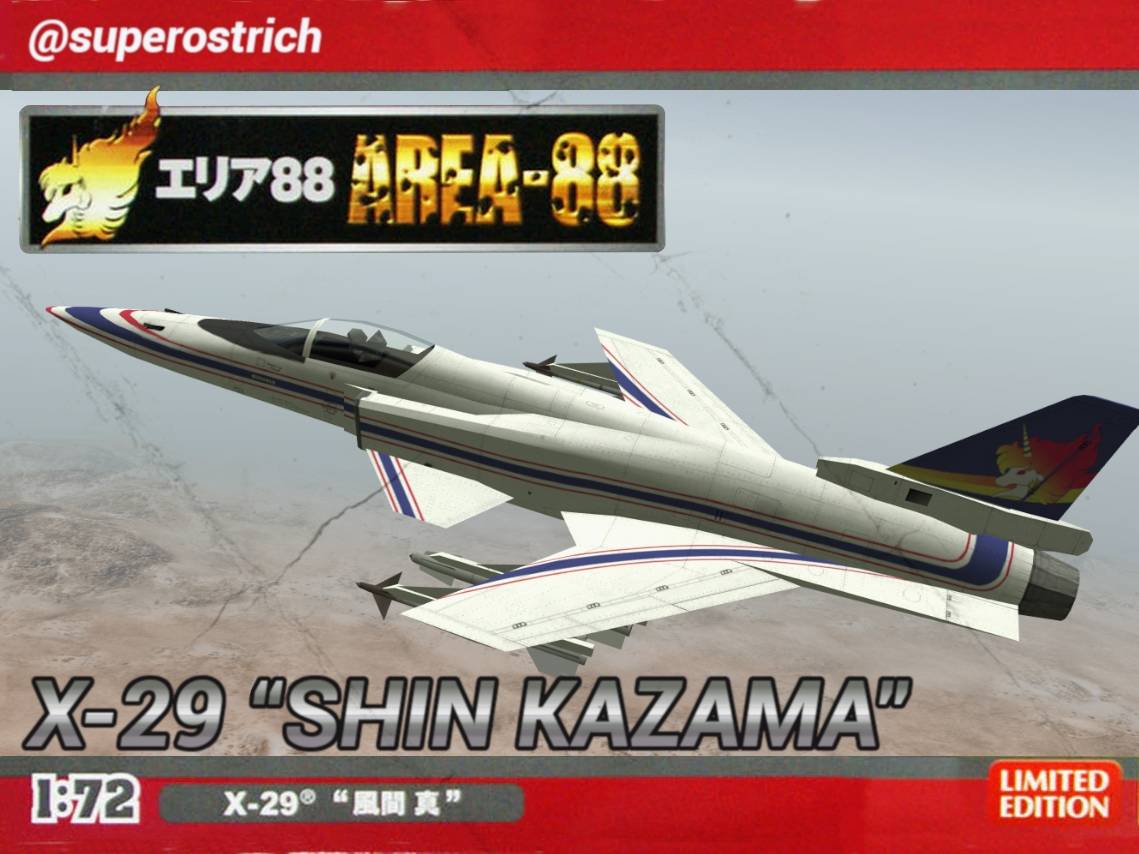 @superostrich
エリア88 AREA-88
X-29 “SHIN KAZAMA”
1:72
X-29® “風間 真”
LIMITED
EDITION